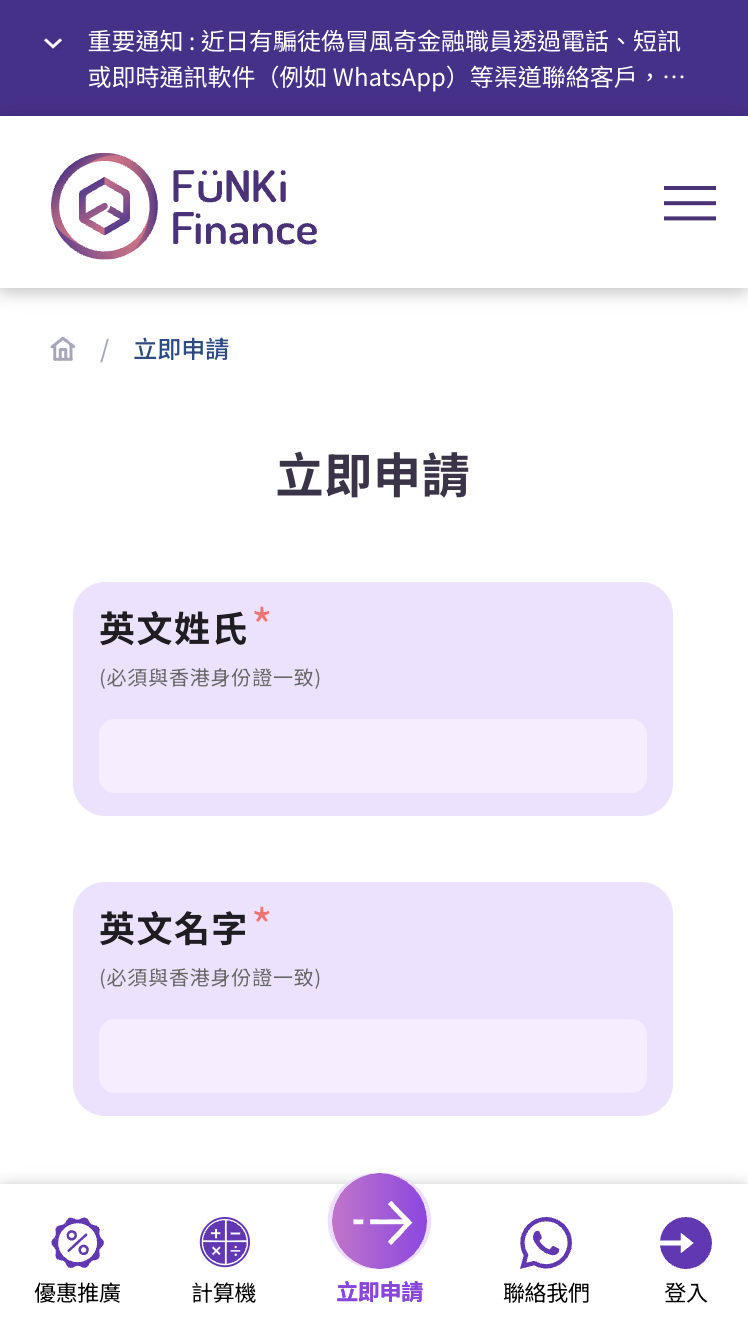 重要通知 : 近日有騙徒偽冒風奇金融職員透過電話、短訊
或即時通訊軟件（例如 WhatsApp）等渠道聯絡客戶，…
FüNKi
Finance
/ 立即申請
立即申請
英文姓氏 *
(必須與香港身份證一致)
英文名字 *
(必須與香港身份證一致)
優惠推廣 計算機 立即申請 聯絡我們 登入